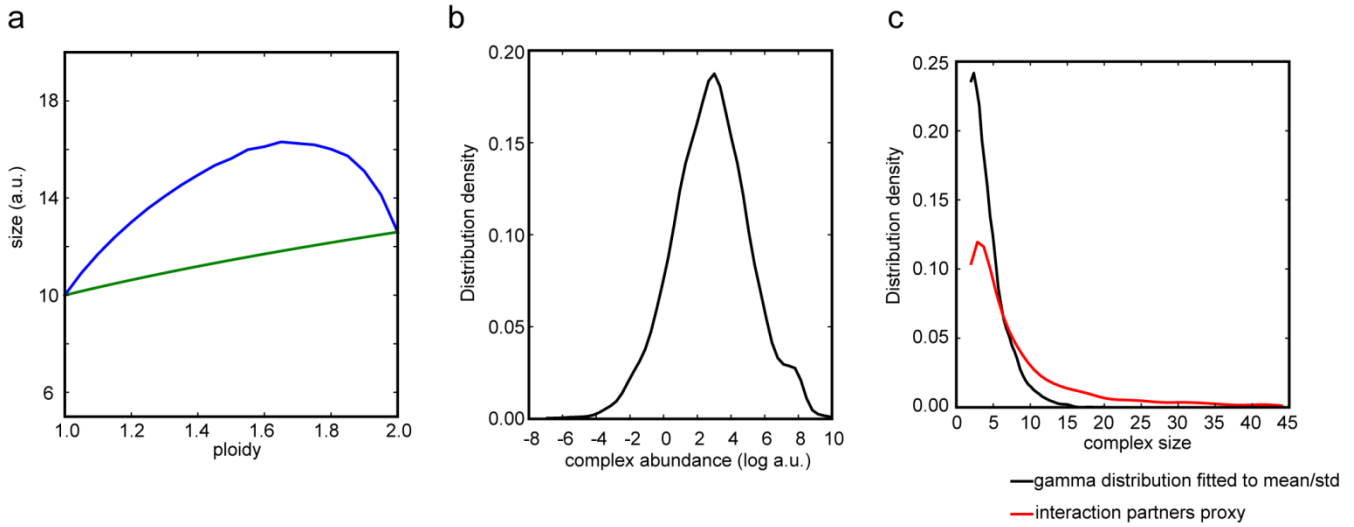 a
size (a.u.)
18
14
10
6
1.0 1.2 1.4 1.6 1.8 2.0
ploidy
b
Distribution density
0.20
0.15
0.10
0.05
0.00
-8 -6 -4 -2 0 2 4 6 8 10
complex abundance (log a.u.)
c
Distribution density
0.25
0.20
0.15
0.10
0.05
0.00
0 5 10 15 20 25 30 35 40 45
complex size
gamma distribution fitted to mean/std
interaction partners proxy